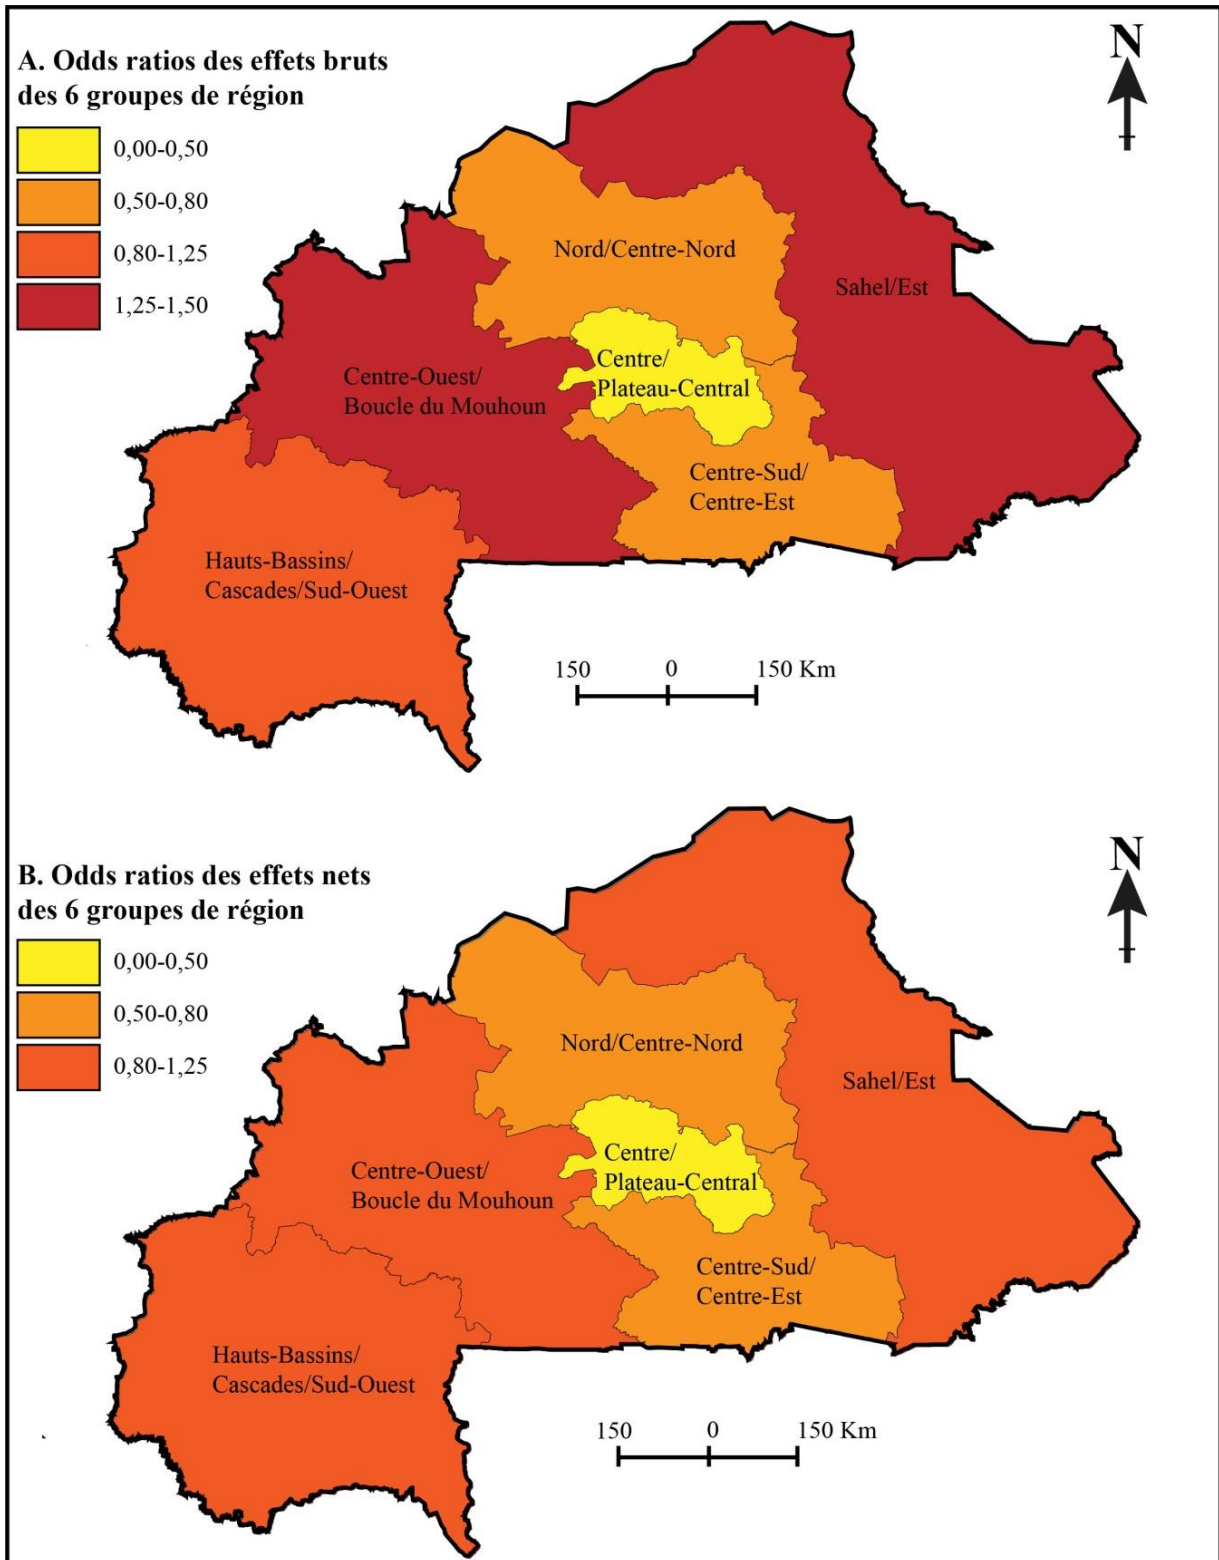 A. Odds ratios des effets bruts
des 6 groupes de région
0,00-0,50
0,50-0,80
0,80-1,25
1,25-1,50
N
Nord/Centre-Nord
Sahel/Est
Centre/
Plateau-Central
Centre-Ouest/
Boucle du Mouhoun
Centre-Sud/
Centre-Est
Hauts-Bassins/
Cascades/Sud-Ouest
150 0 150 Km
B. Odds ratios des effets nets
des 6 groupes de région
0,00-0,50
0,50-0,80
0,80-1,25
N
Nord/Centre-Nord
Sahel/Est
Centre/
Plateau-Central
Centre-Ouest/
Boucle du Mouhoun
Centre-Sud/
Centre-Est
Hauts-Bassins/
Cascades/Sud-Ouest
150 0 150 Km